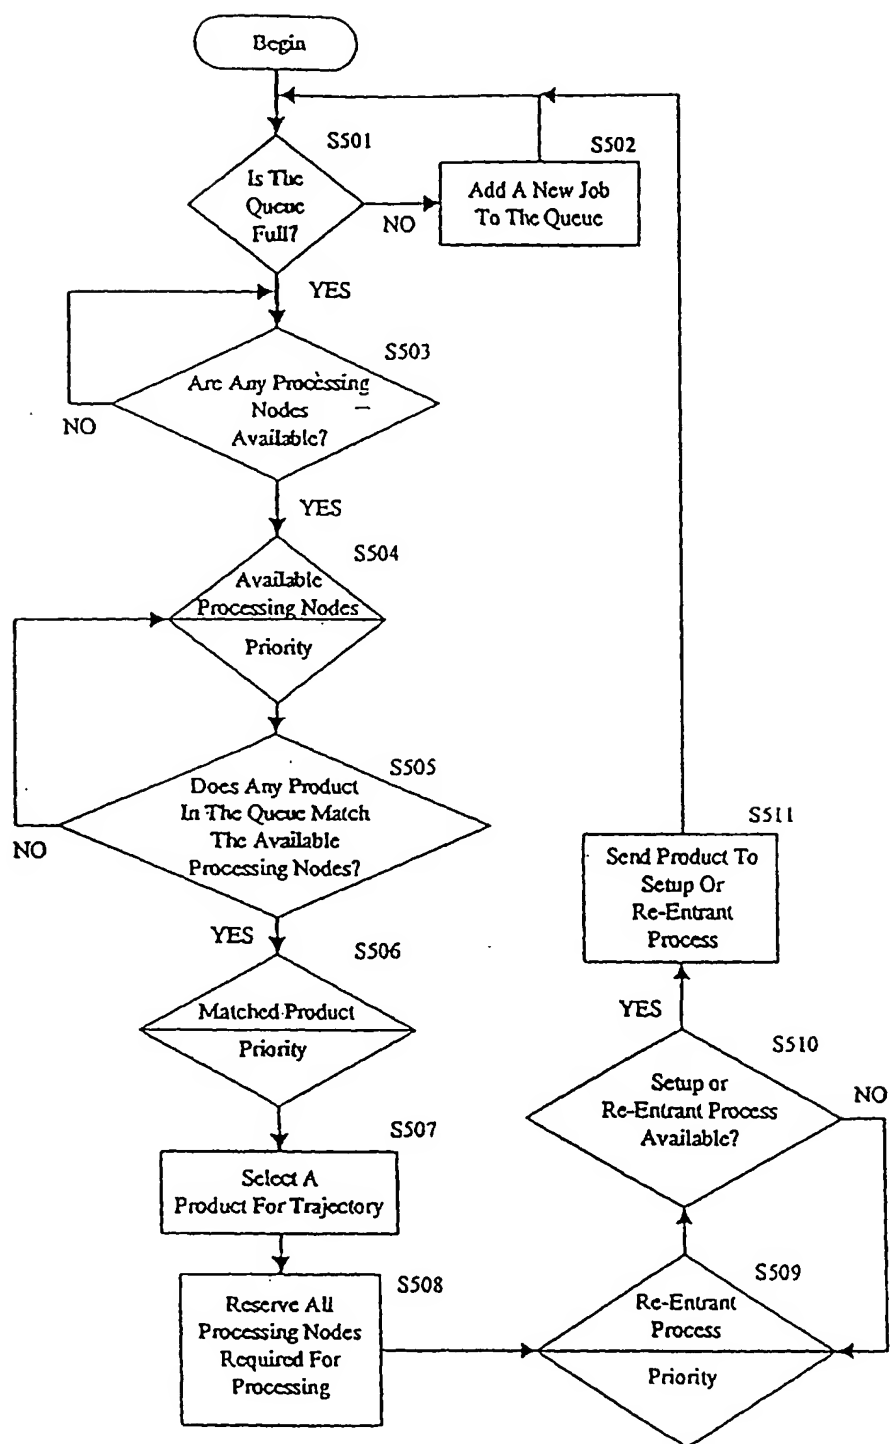 Begin
S501
Is The
Queue
Full?
NO
S502
Add A New Job
To The Queue
YES
S503
Are Any Processing
Nodes
Available?
NO
YES
S504
Available
Processing Nodes
Priority
S505
Does Any Product
In The Queue Match
The Available
Processing Nodes?
NO
YES
S506
Matched Product
Priority
S507
Select A
Product For Trajectory
S508
Reserve All
Processing Nodes
Required For
Processing
S509
Re-Entrant
Process
Priority
S510
Setup or
Re-Entrant Process
Available?
NO
YES
S511
Send Product To
Setup Or
Re-Entrant
Process